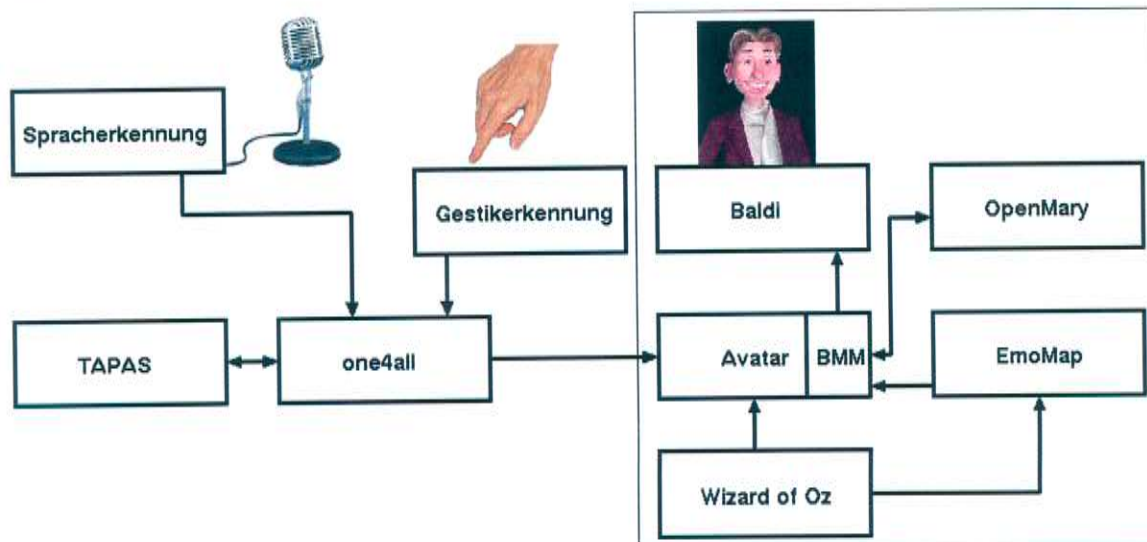 Spracherkennung
Gestikerkennung
Baldi
OpenMary
TAPAS
one4all
Avatar
BMM
EmoMap
Wizard of Oz